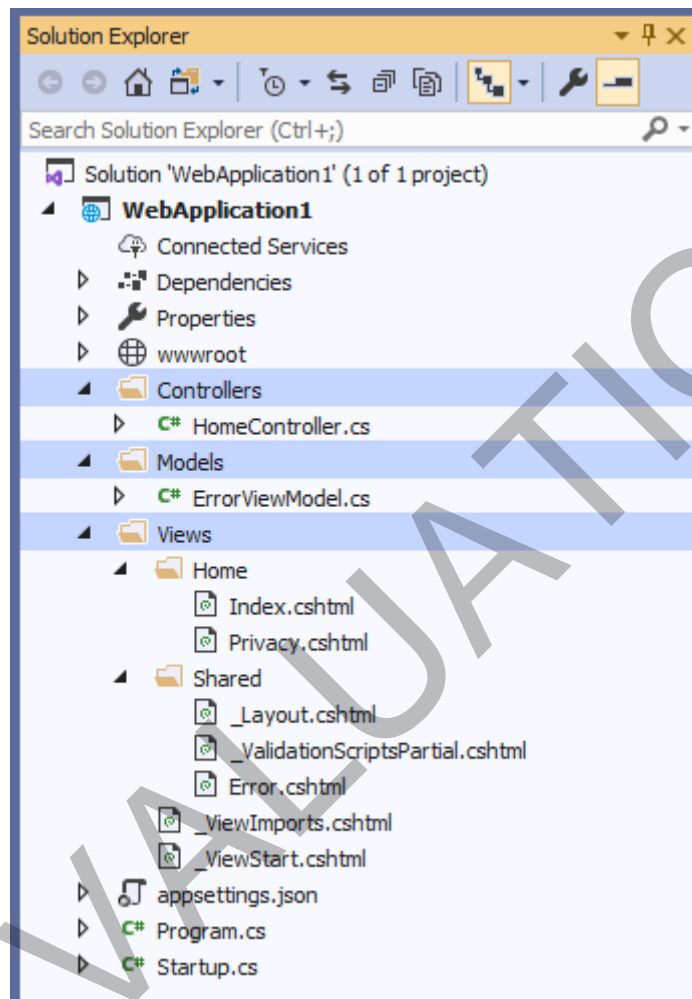 Solution Explorer
Search Solution Explorer (Ctrl+;)
Solution 'WebApplication1' (1 of 1 project)
WebApplication1
Connected Services
Dependencies
Properties
wwwroot
Controllers
C# HomeController.cs
Models
C# ErrorViewModel.cs
Views
Home
Index.cshtml
Privacy.cshtml
Shared
_Layout.cshtml
_ValidationScriptsPartial.cshtml
Error.cshtml
_ViewImports.cshtml
_ViewStart.cshtml
appsettings.json
C# Program.cs
C# Startup.cs
VALUATIO